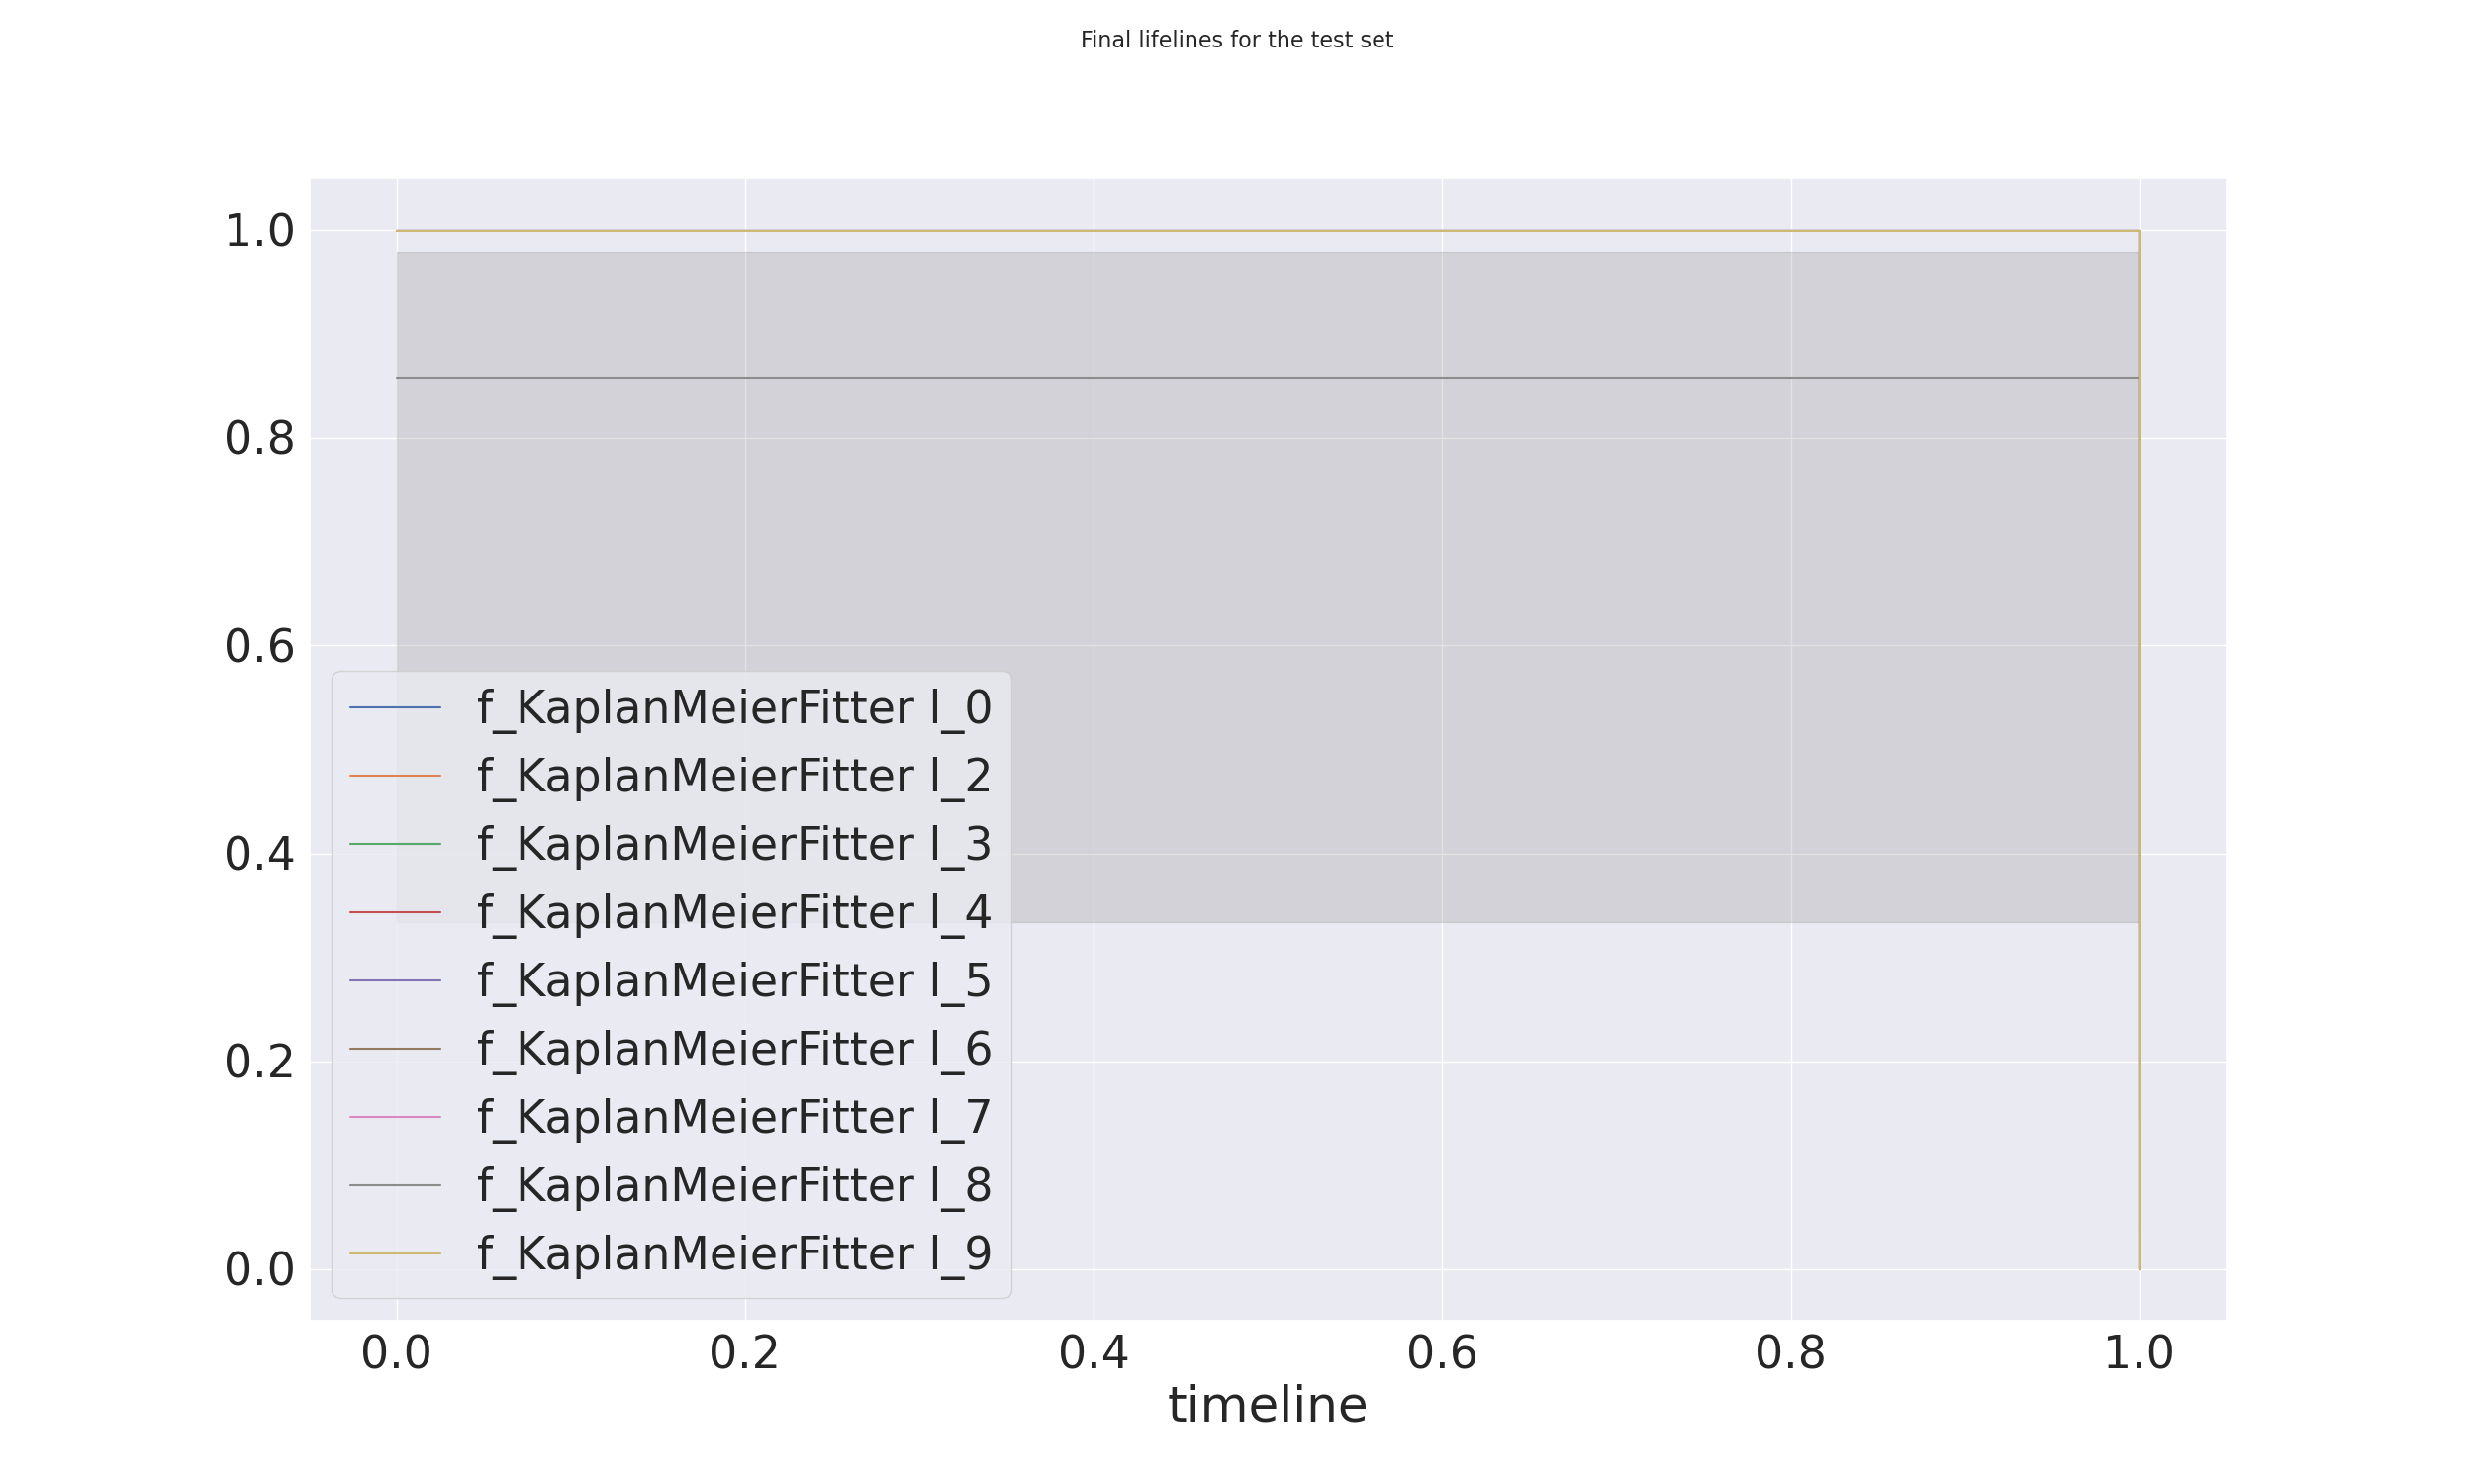 Final lifelines for the test set
1.0
0.8
0.6
0.4
0.2
0.0
f_KaplanMeierFitter l_0
f_KaplanMeierFitter l_2
f_KaplanMeierFitter l_3
f_KaplanMeierFitter l_4
f_KaplanMeierFitter l_5
f_KaplanMeierFitter l_6
f_KaplanMeierFitter l_7
f_KaplanMeierFitter l_8
f_KaplanMeierFitter l_9
0.0 0.2 0.4 0.6 0.8 1.0
timeline